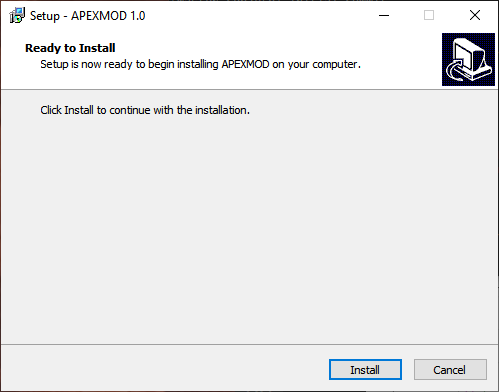 Setup - APEXMOD 1.0
Ready to Install
Setup is now ready to begin installing APEXMOD on your computer.
Click Install to continue with the installation.
Install
Cancel